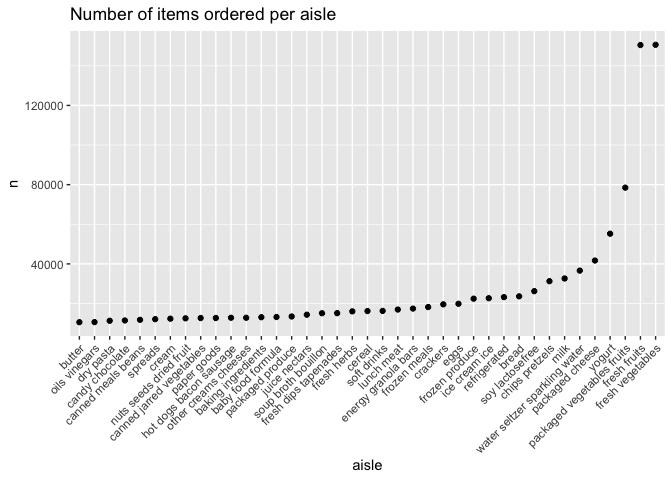 Number of items ordered per aisle
120000
80000
40000
n
butter
oils vinegars
dry pasta
candy chocolate
canned meals beans
spreads
cream
nuts seeds dried fruit
canned jarred vegetables
paper goods
hot dogs bacon sausage
other creams cheeses
baking ingredients
baby food formula
packaged produce
juice nectars
soup broth bouillon
fresh dips tapenades
fresh herbs
cereal
soft drinks
lunch meat
energy granola bars
frozen meals
crackers
eggs
frozen produce
ice cream ice
refrigerated
bread
soy lactosefree
chips pretzels
milk
water seltzer sparkling water
packaged cheese
yogurt
packaged vegetables fruits
fresh fruits
fresh vegetables
aisle